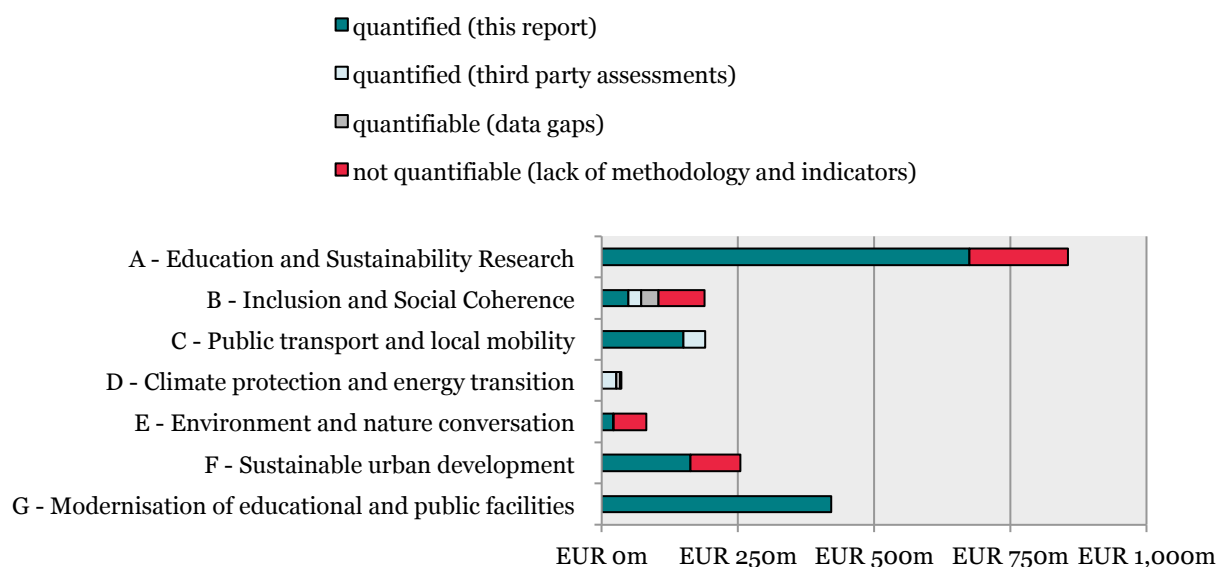 quantified (this report)
quantified (third party assessments)
quantifiable (data gaps)
not quantifiable (lack of methodology and indicators)
A - Education and Sustainability Research
B - Inclusion and Social Coherence
C - Public transport and local mobility
D - Climate protection and energy transition
E - Environment and nature conversation
F - Sustainable urban development
G - Modernisation of educational and public facilities
EUR 0m EUR 250m EUR 500m EUR 750m EUR 1,000m